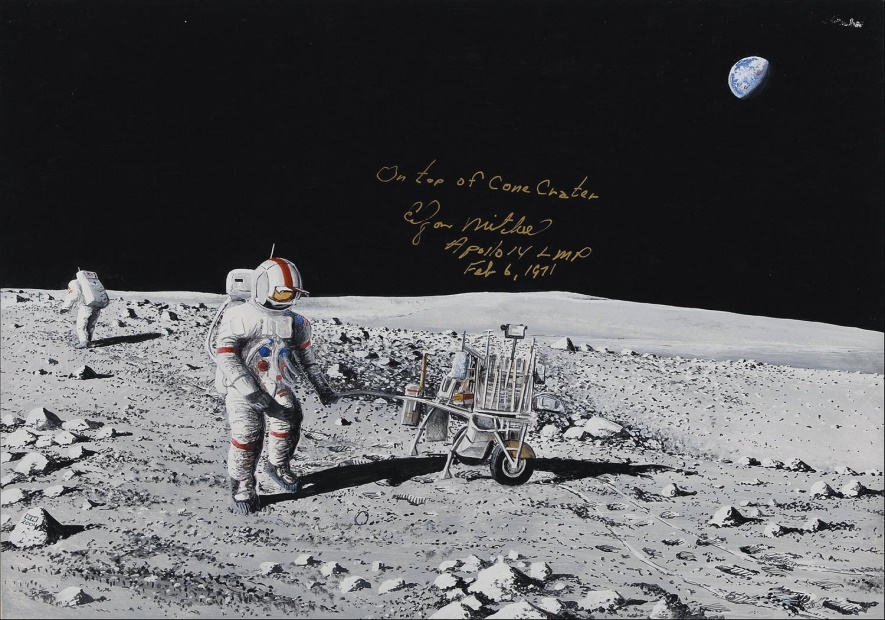 On top of Cone Crater
Edgar Mitchell
Apollo 14 LMP
Feb 6, 1971